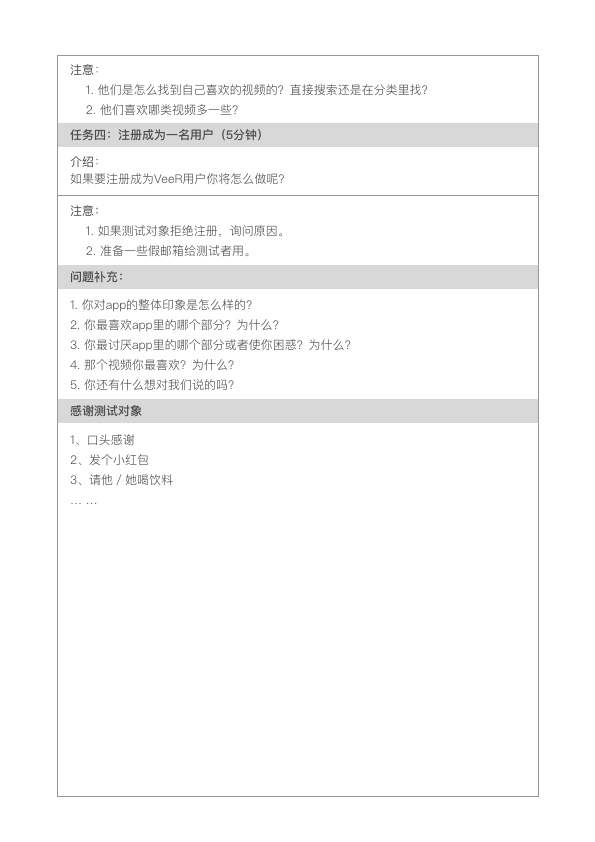 注意：
1. 他们是怎么找到自己喜欢的视频的？直接搜索还是在分类里找？
2. 他们喜欢哪类视频多一些？
任务四：注册成为一名用户（5分钟）
介绍：
如果要注册成为VeeR用户你将怎么做呢？
注意：
1. 如果测试对象拒绝注册，询问原因。
2. 准备一些假邮箱给测试者用。
问题补充：
1. 你对app的整体印象是怎么样的？
2. 你最喜欢app里的哪个部分？为什么？
3. 你最讨厌app里的哪个部分或者使你困惑？为什么？
4. 那个视频你最喜欢？为什么？
5. 你还有什么想对我们说的吗？
感谢测试对象
1、口头感谢
2、发个小红包
3、请他 / 她喝饮料
... ...